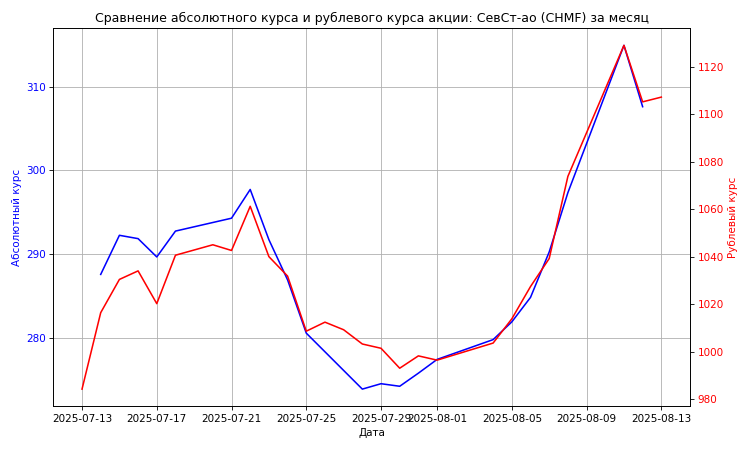 Сравнение абсолютного курса и рублевого курса акции: СевСт-ао (CHMF) за месяц
Абсолютный курс
310
300
290
280
1120
1100
1080
1060
1040
1020
1000
980
Рублевый курс
2025-07-13 2025-07-17 2025-07-21 2025-07-25 2025-07-29 2025-08-01 2025-08-05 2025-08-09 2025-08-13
Дата